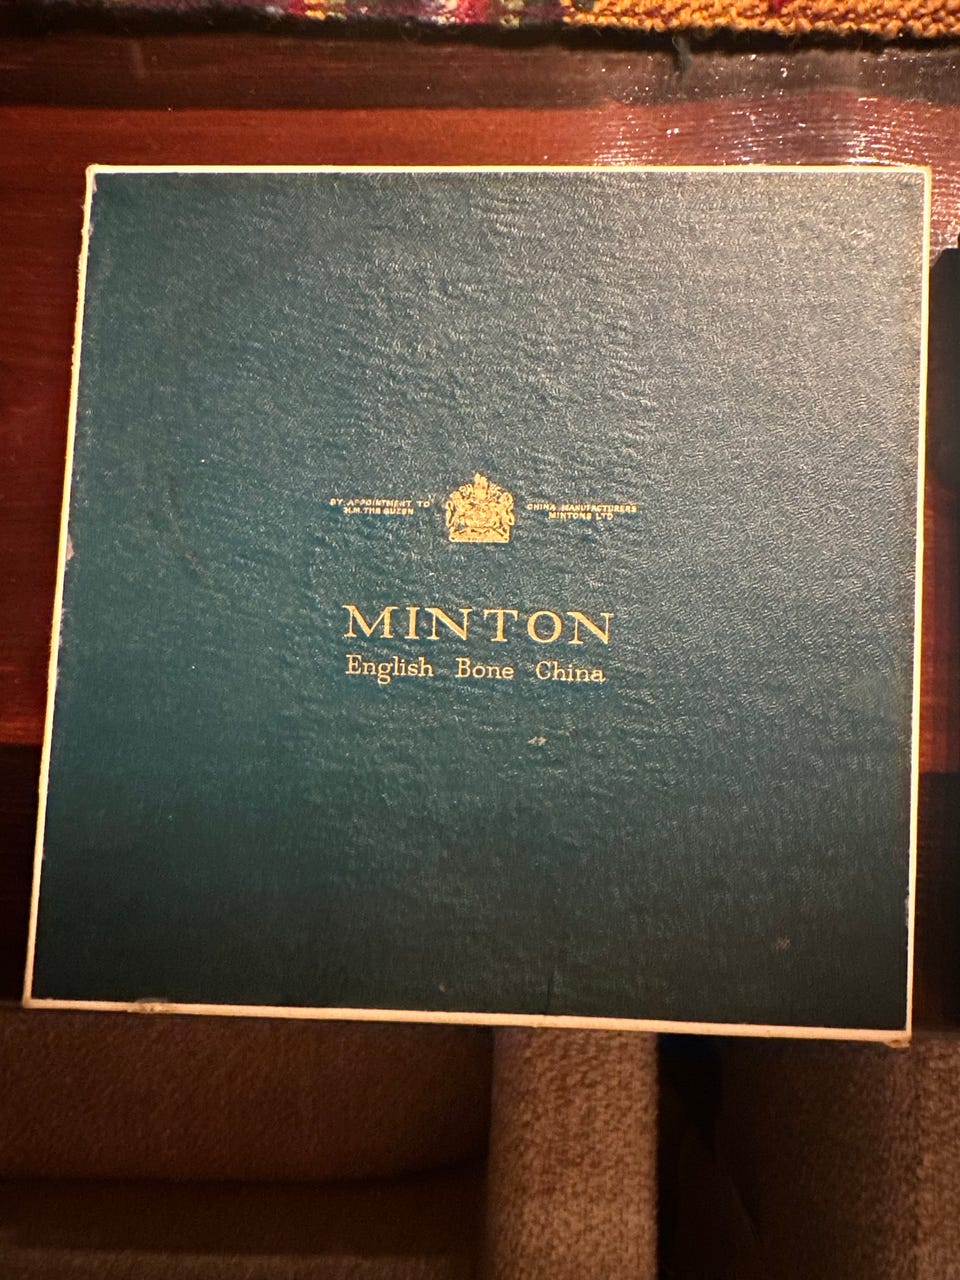 BY APPOINTMENT TO
H.M. THE QUEEN
CHINA MANUFACTURERS
MINTONS LTD
MINTON
English Bone China